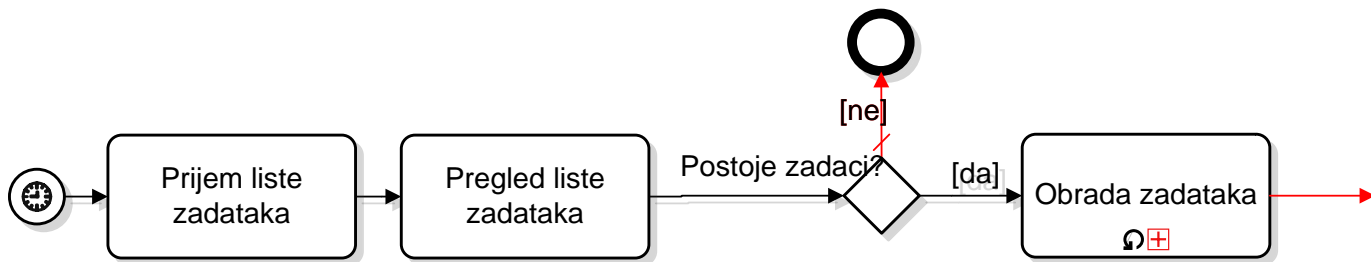 [ne]
Prijem liste
zadataka
Pregled liste
zadataka
Postoje zadaci?
[da]
Obrada zadataka